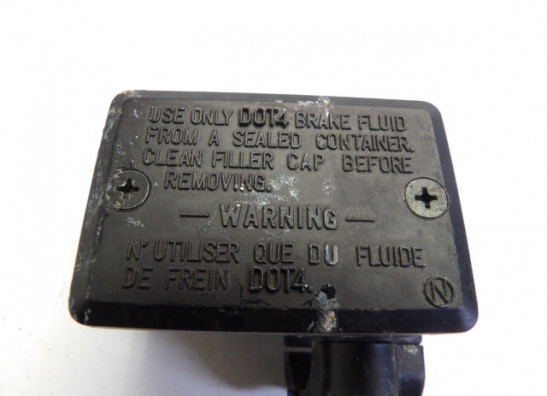 USE ONLY DOT4 BRAKE FLUID
FROM A SEALED CONTAINER.
CLEAN FILLER CAP BEFORE
REMOVING.
— WARNING —
N'UTILISER QUE DU FLUIDE
DE FREIN DOT4.
N